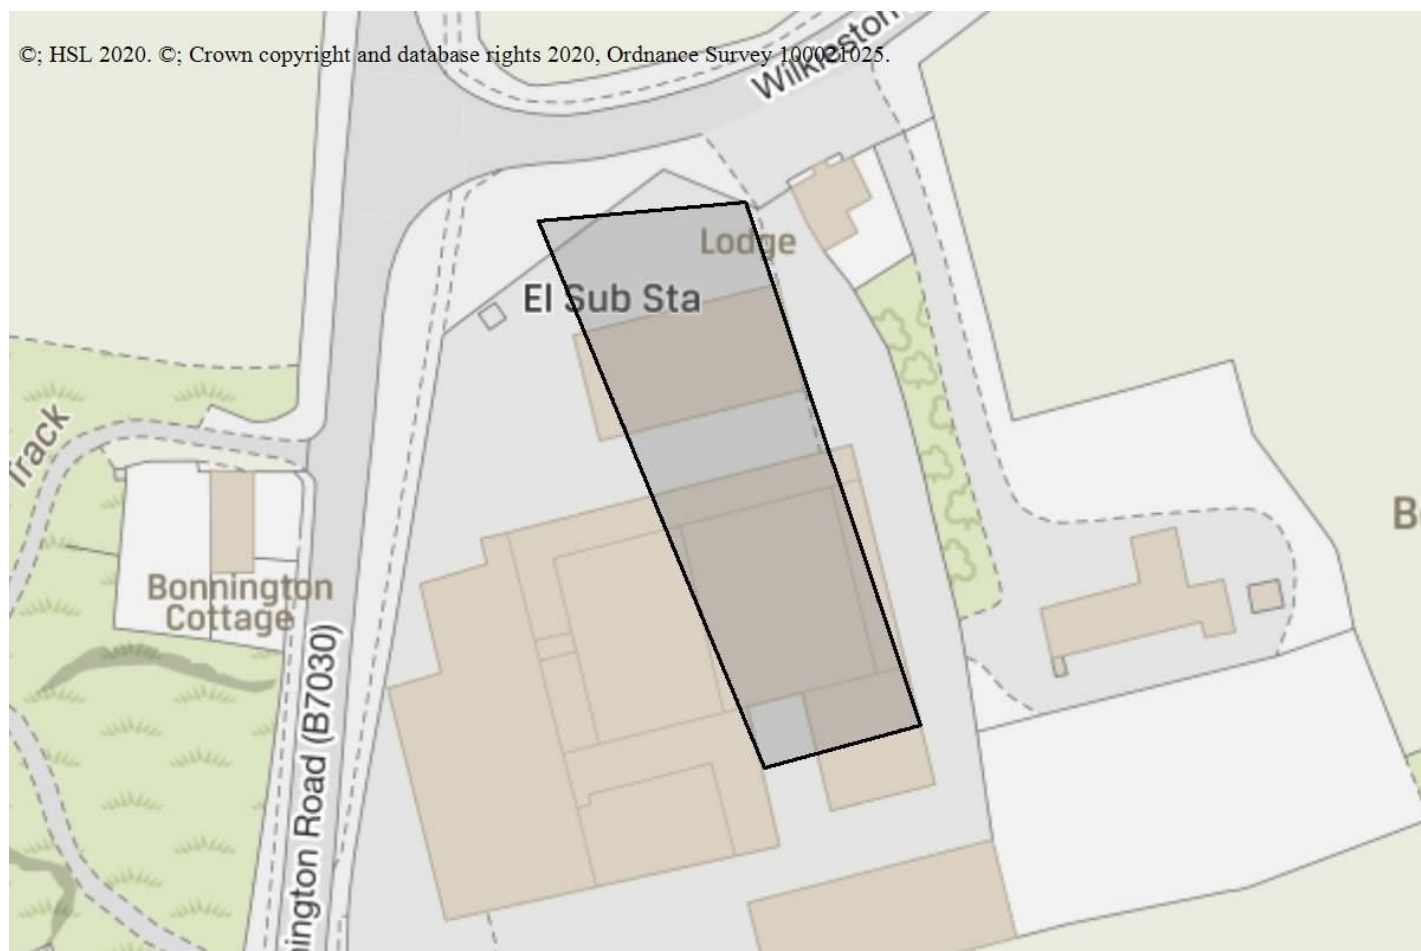 ©; HSL 2020. ©; Crown copyright and database rights 2020, Ordnance Survey 100021025.
Wilkieston
Lodge
El Sub Sta
Track
Bonnington
Cottage
nington Road (B7030)
B